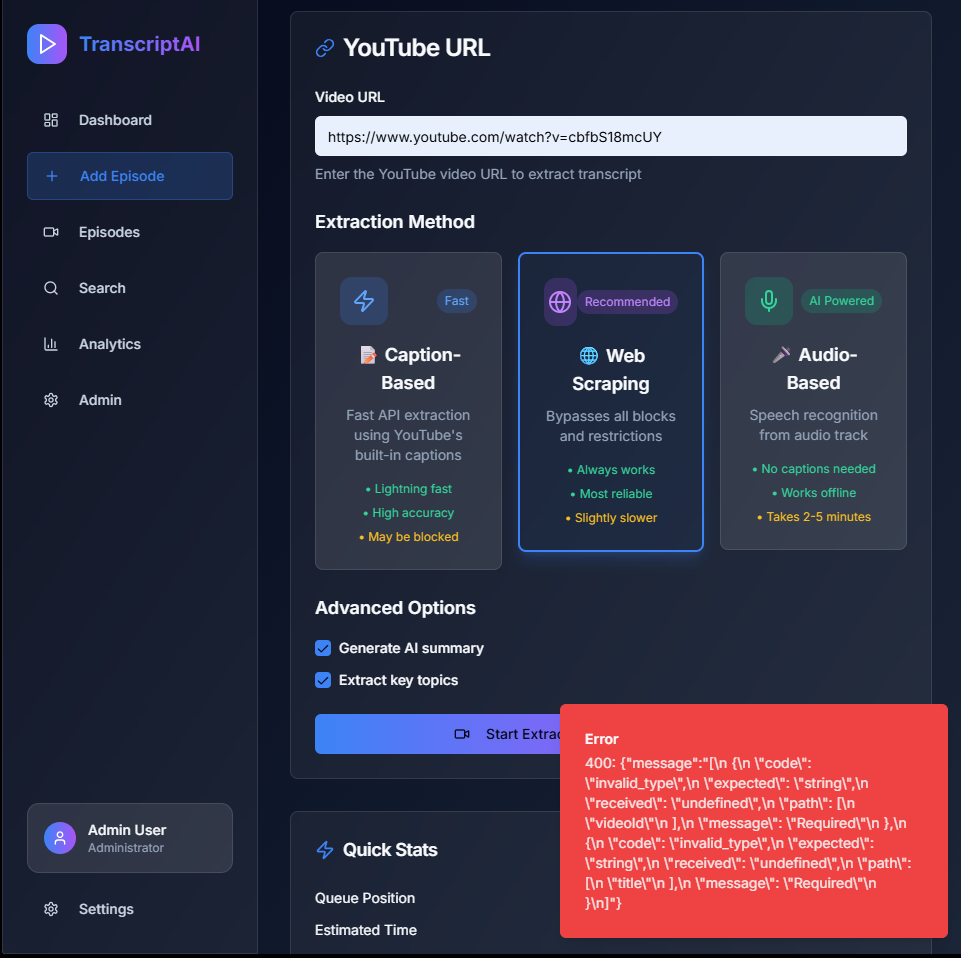 TranscriptAI
Dashboard
Add Episode
Episodes
Search
Analytics
Admin
Admin User
Administrator
Settings
YouTube URL
Video URL
https://www.youtube.com/watch?v=cbfbS18mcUY
Enter the YouTube video URL to extract transcript
Extraction Method
Fast
📝 Caption-
Based
Fast API extraction
using YouTube's
built-in captions
• Lightning fast
• High accuracy
• May be blocked
Recommended
🌐 Web
Scraping
Bypasses all blocks
and restrictions
• Always works
• Most reliable
• Slightly slower
AI Powered
🎤 Audio-
Based
Speech recognition
from audio track
• No captions needed
• Works offline
• Takes 2-5 minutes
Advanced Options
Generate AI summary
Extract key topics
Start Extrac
Quick Stats
Queue Position
Estimated Time
Error
400: {"message":"[\n {\n \"code\":
\"invalid_type\",\n \"expected\": \"string\",\n
\"received\": \"undefined\",\n \"path\": [\n
\"videoId\"\n ],\n \"message\": \"Required\"\n },\n
{\n \"code\": \"invalid_type\",\n \"expected\":
\"string\",\n \"received\": \"undefined\",\n \"path\":
[\n \"title\"\n ],\n \"message\": \"Required\"\n
}\n]"}